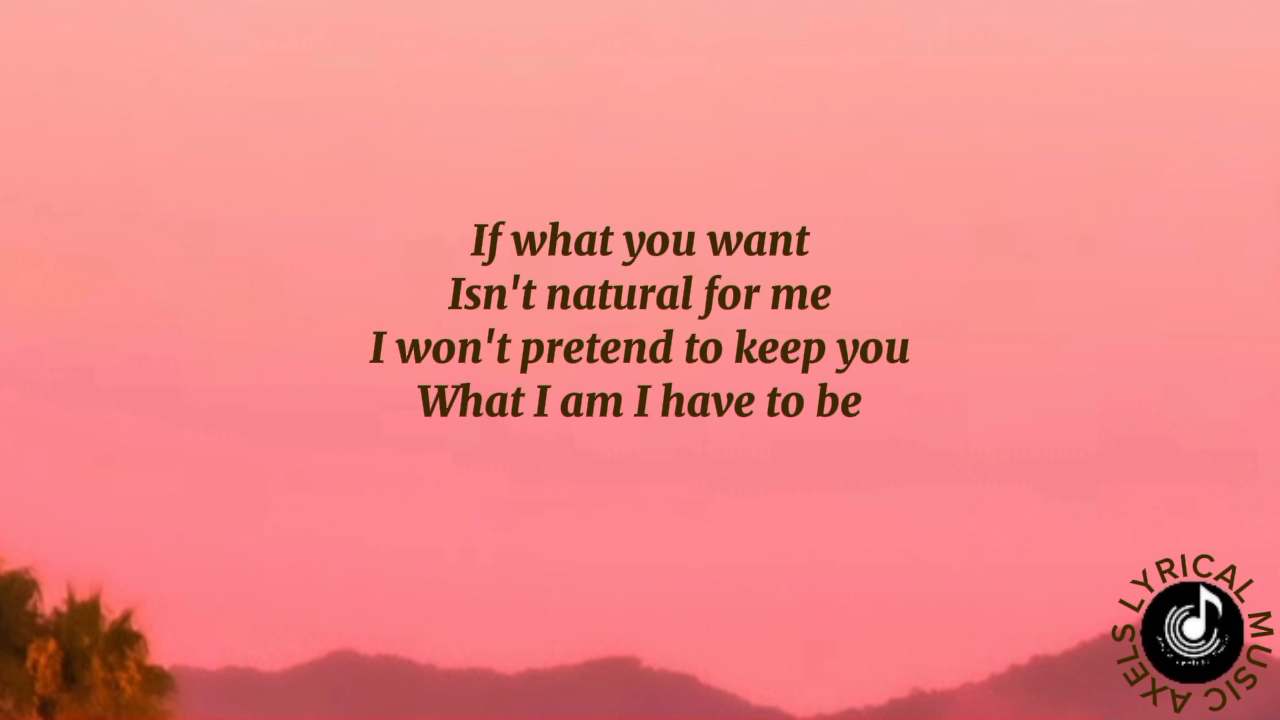 If what you want
Isn't natural for me
I won't pretend to keep you
What I am I have to be
AXELS LYRICAL MUSIC